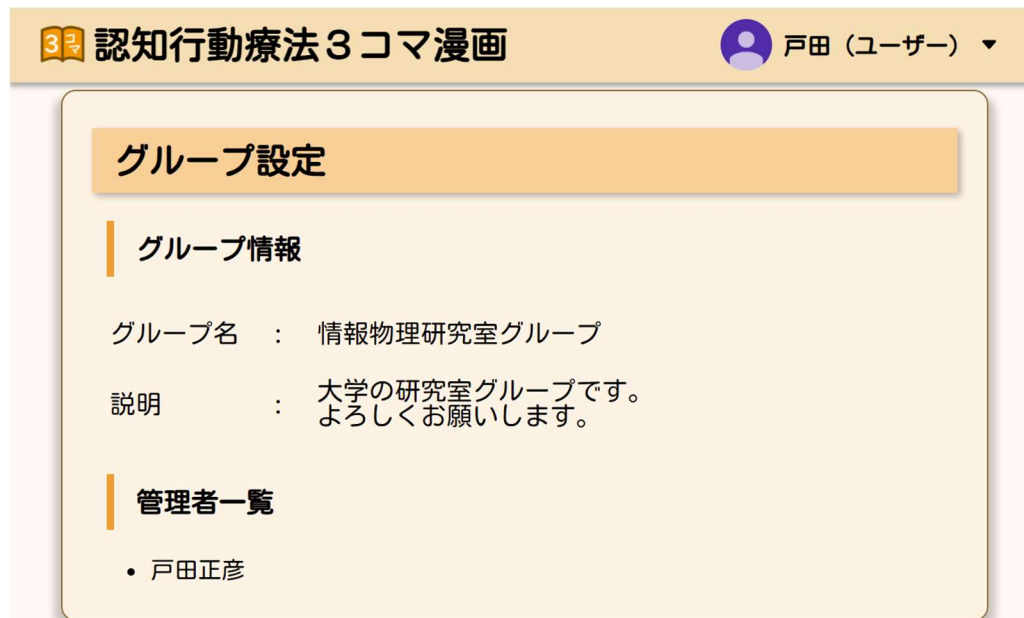 3コマ 認知行動療法３コマ漫画
戸田（ユーザー）
グループ設定
グループ情報
グループ名 : 情報物理研究室グループ
説明 : 大学の研究室グループです。
よろしくお願いします。
管理者一覧
戸田正彦